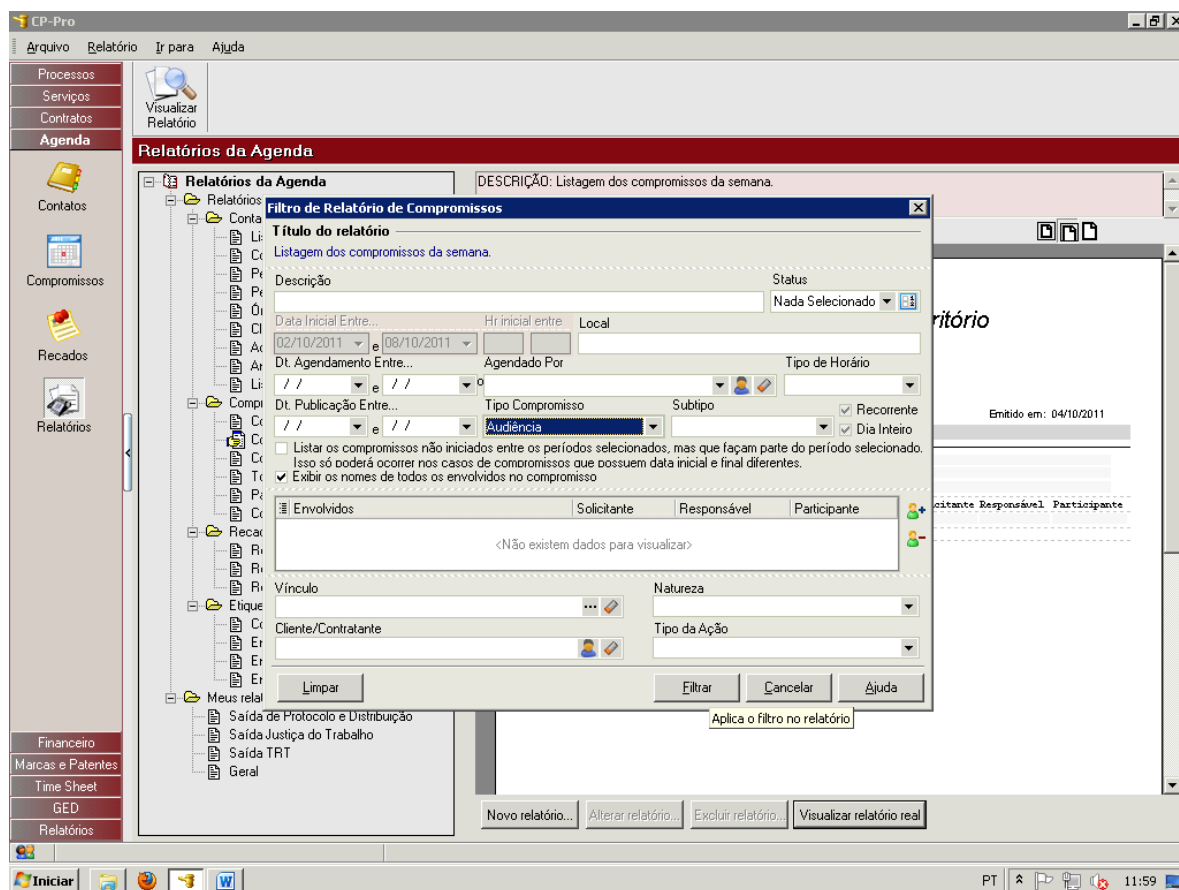 CP-Pro
Arquivo Relatório Ir para Ajuda
Processos
Serviços
Contratos
Agenda
Contatos
Compromissos
Recados
Relatórios
Financeiro
Marcas e Patentes
Time Sheet
GED
Relatórios
Visualizar
Relatório
Relatórios da Agenda
Relatórios da Agenda
Relatórios
Meus relat
Saída de Protocolo e Distribuição
Saída Justiça do Trabalho
Saída TRT
Geral
DESCRIÇÃO: Listagem dos compromissos da semana.
Emitido em: 04/10/2011
Responsável Participante
Filtro de Relatório de Compromissos
Título do relatório
Listagem dos compromissos da semana.
Descrição Status
Nada Selecionado
Data Inicial Entre... Hr inicial entre Local
02/10/2011 e 08/10/2011
Dt. Agendamento Entre... Agendado Por Tipo de Horário
/ / e / /
Dt. Publicação Entre... Tipo Compromisso Subtipo Recorrente
/ / e / / Audiência Dia Inteiro
Listar os compromissos não iniciados entre os períodos selecionados, mas que façam parte do período selecionado.
Isso só poderá ocorrer nos casos de compromissos que possuem data inicial e final diferentes.
Exibir os nomes de todos os envolvidos no compromisso
Envolvidos Solicitante Responsável Participante
<Não existem dados para visualizar>
Vínculo Natureza
Cliente/Contratante Tipo da Ação
Limpar Filtrar Cancelar Ajuda
Aplica o filtro no relatório
Novo relatório... Alterar relatório... Excluir relatório... Visualizar relatório real
Iniciar PT 11:59